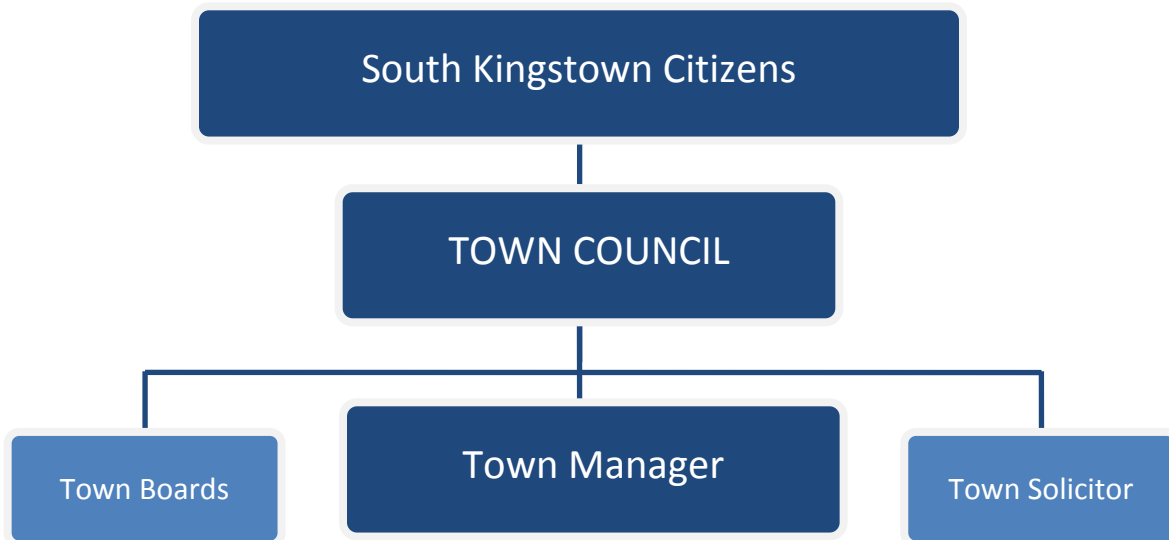 South Kingstown Citizens
TOWN COUNCIL
Town Boards
Town Manager
Town Solicitor